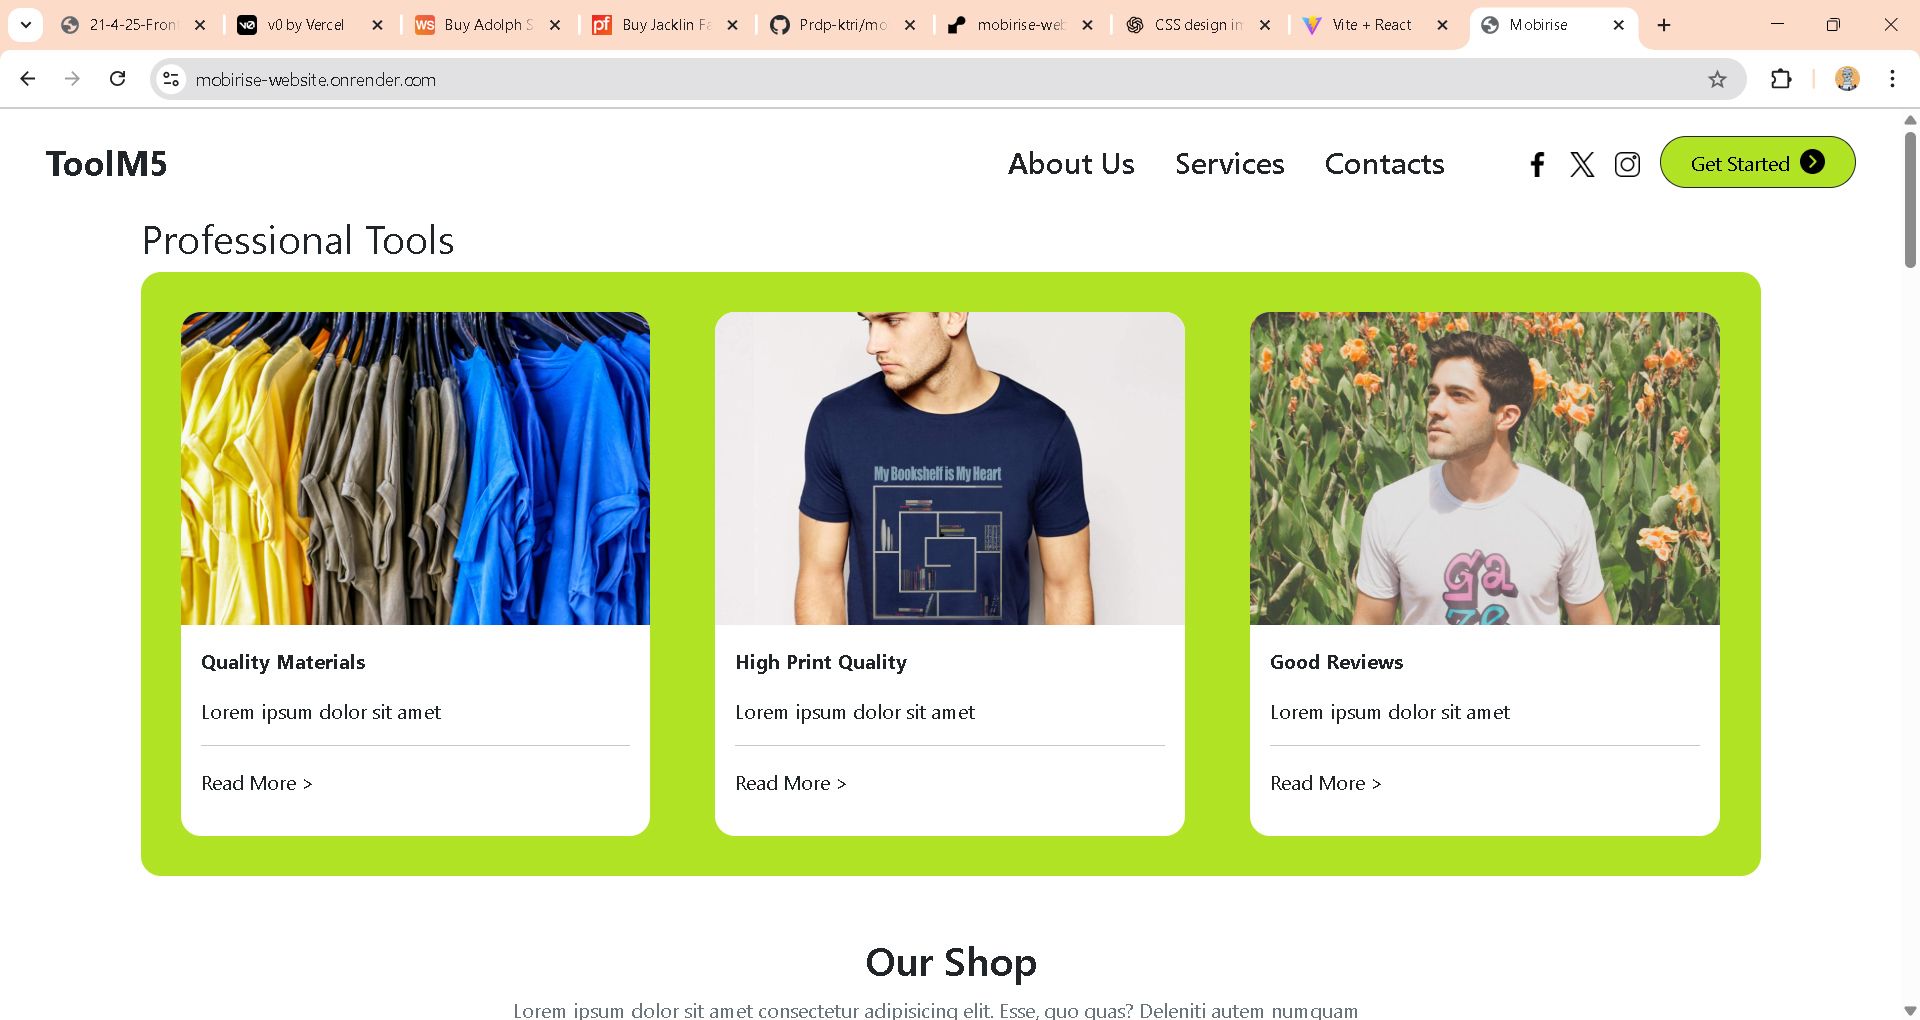 21-4-25-Fron
v0 by Vercel
Buy Adolph S
Buy Jacklin Fa
Prdp-ktri/mo
mobirise-web
CSS design in
Vite + React
Mobirise
mobirise-website.onrender.com
ToolM5
About Us
Services
Contacts
Get Started
Professional Tools
My Bookshelf is My Heart
ga
ze
Quality Materials
Lorem ipsum dolor sit amet
Read More >
High Print Quality
Lorem ipsum dolor sit amet
Read More >
Good Reviews
Lorem ipsum dolor sit amet
Read More >
Our Shop
Lorem ipsum dolor sit amet consectetur adipisicing elit. Esse, quo quas? Deleniti autem numquam